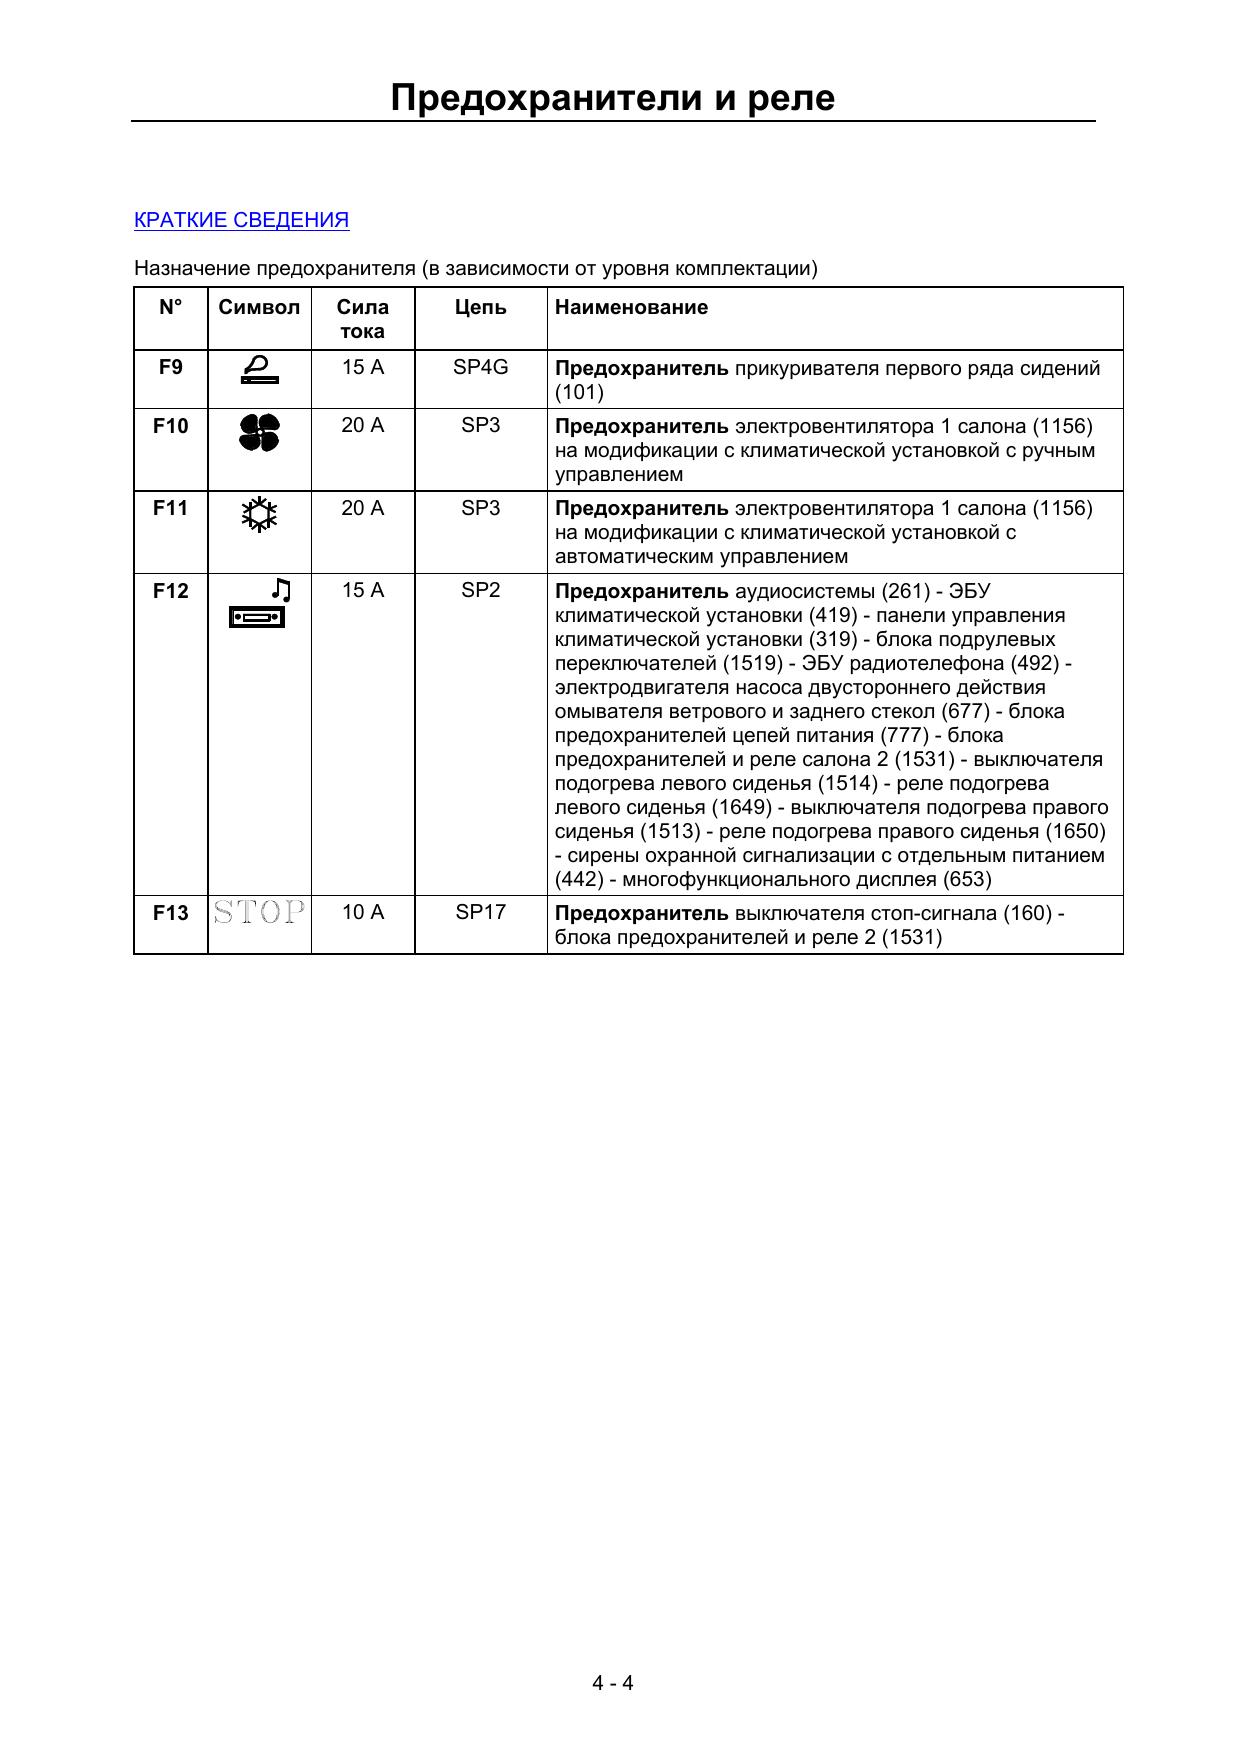 Предохранители и реле
КРАТКИЕ СВЕДЕНИЯ
Назначение предохранителя (в зависимости от уровня комплектации)
N° Символ Сила тока Цепь Наименование
F9 15 A SP4G Предохранитель прикуривателя первого ряда сидений
(101)
F10 20 A SP3 Предохранитель электровентилятора 1 салона (1156)
на модификации с климатической установкой с ручным
управлением
F11 20 A SP3 Предохранитель электровентилятора 1 салона (1156)
на модификации с климатической установкой с
автоматическим управлением
F12 15 A SP2 Предохранитель аудиосистемы (261) - ЭБУ
климатической установки (419) - панели управления
климатической установки (319) - блока подрулевых
переключателей (1519) - ЭБУ радиотелефона (492) -
электродвигателя насоса двустороннего действия
омывателя ветрового и заднего стекол (677) - блока
предохранителей цепей питания (777) - блока
предохранителей и реле салона 2 (1531) - выключателя
подогрева левого сиденья (1514) - реле подогрева
левого сиденья (1649) - выключателя подогрева правого
сиденья (1513) - реле подогрева правого сиденья (1650)
- сирены охранной сигнализации с отдельным питанием
(442) - многофункционального дисплея (653)
F13 STOP 10 A SP17 Предохранитель выключателя стоп-сигнала (160) -
блока предохранителей и реле 2 (1531)
4 - 4